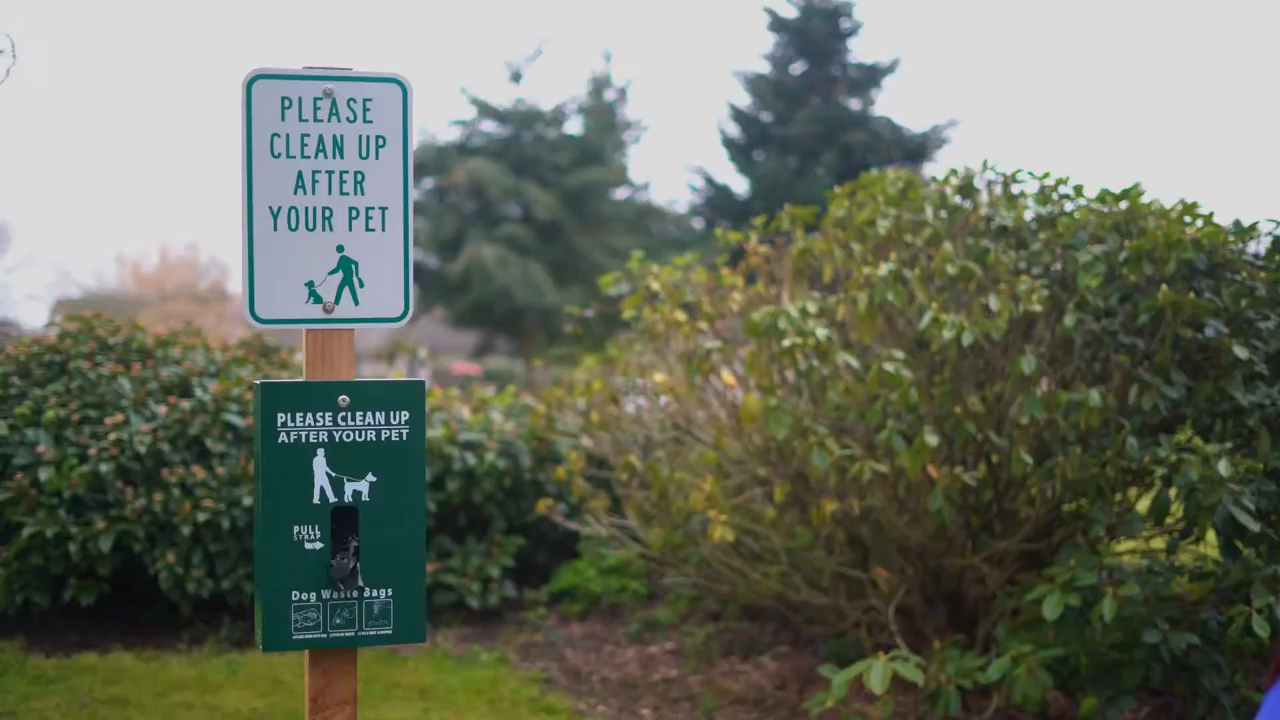 PLEASE
CLEAN UP
AFTER
YOUR PET
PLEASE CLEAN UP
AFTER YOUR PET
PULL
STRAP
Dog Waste Bags